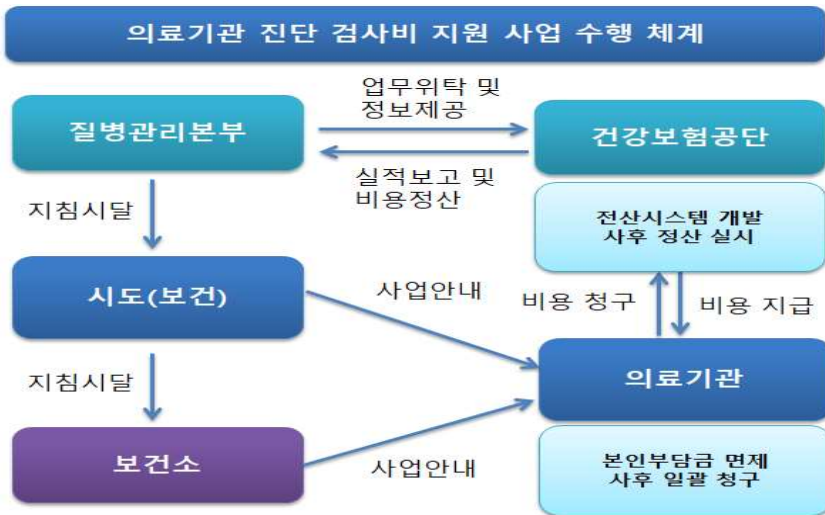 의료기관 진단 검사비 지원 사업 수행 체계
업무위탁 및
정보제공
질병관리본부
건강보험공단
실적보고 및
비용정산
지침시달
전산시스템 개발
사후 정산 실시
시도(보건)
사업안내
비용 청구
비용 지급
지침시달
의료기관
보건소
사업안내
본인부담금 면제
사후 일괄 청구